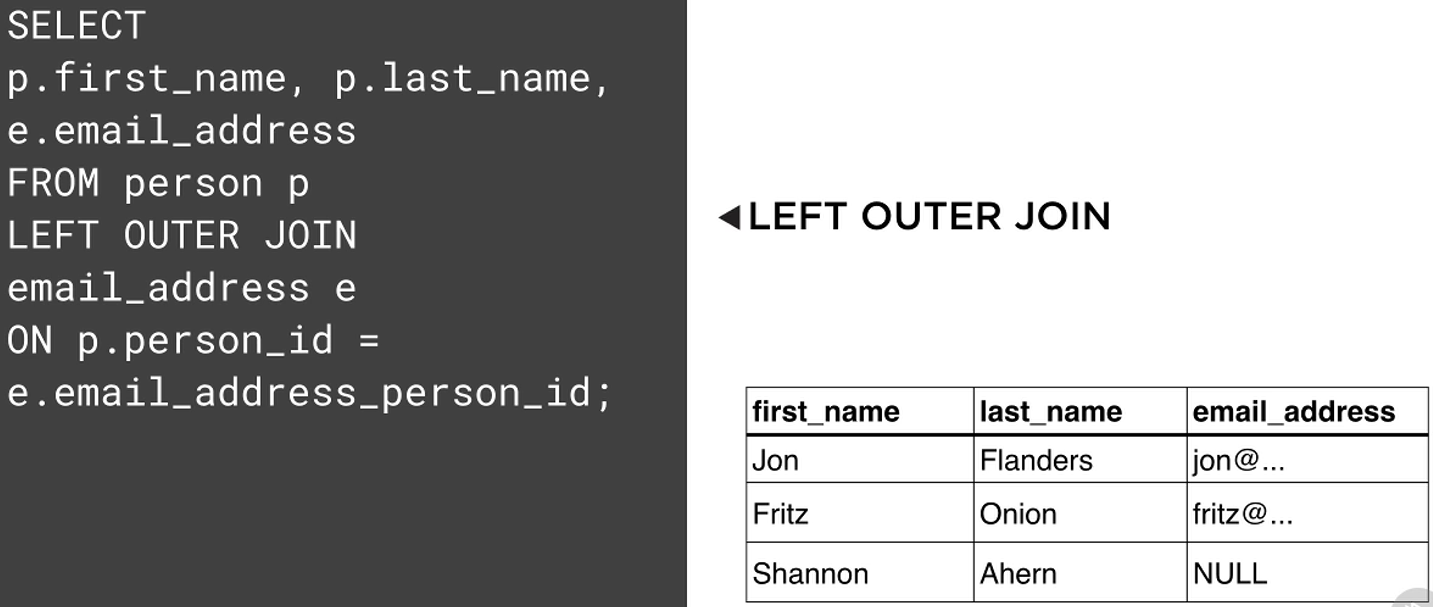 SELECT
p.first_name, p.last_name,
e.email_address
FROM person p
LEFT OUTER JOIN
email_address e
ON p.person_id =
e.email_address_person_id;
LEFT OUTER JOIN
first_name last_name email_address
Jon Flanders jon@...
Fritz Onion fritz@...
Shannon Ahern NULL